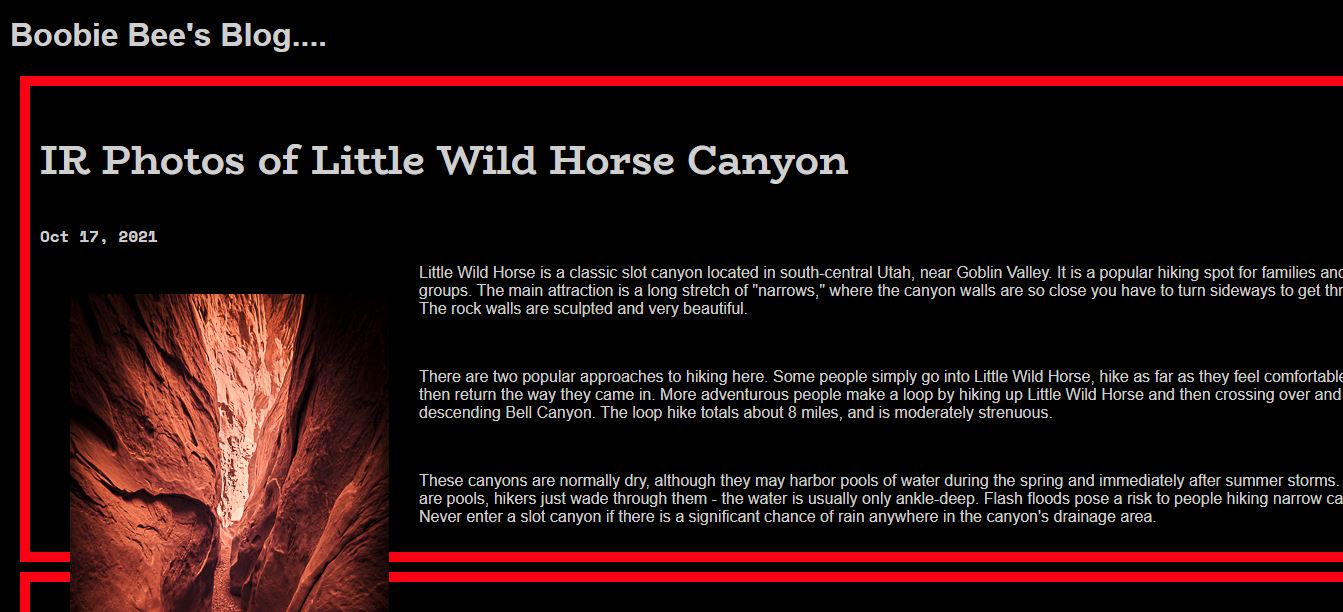 Boobie Bee's Blog....
IR Photos of Little Wild Horse Canyon
Oct 17, 2021
Little Wild Horse is a classic slot canyon located in south-central Utah, near Goblin Valley. It is a popular hiking spot for families and
groups. The main attraction is a long stretch of "narrows," where the canyon walls are so close you have to turn sideways to get
The rock walls are sculpted and very beautiful.
There are two popular approaches to hiking here. Some people simply go into Little Wild Horse, hike as far as they feel comfortable
then return the way they came in. More adventurous people make a loop by hiking up Little Wild Horse and then crossing over and
descending Bell Canyon. The loop hike totals about 8 miles, and is moderately strenuous.
These canyons are normally dry, although they may harbor pools of water during the spring and immediately after summer storms.
are pools, hikers just wade through them - the water is usually only ankle-deep. Flash floods pose a risk to people hiking narrow
Never enter a slot canyon if there is a significant chance of rain anywhere in the canyon's drainage area.